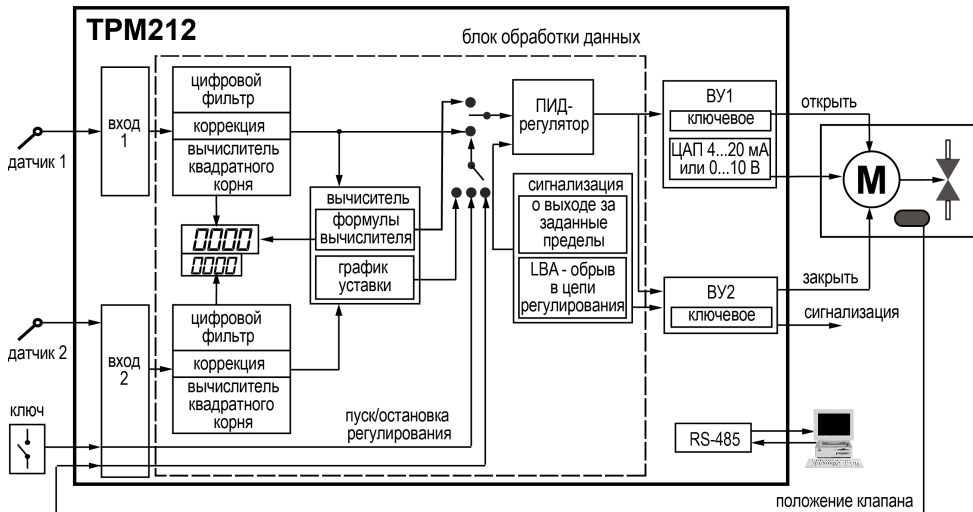 ТРМ212
блок обработки данных
датчик 1
вход
1
цифровой
фильтр
коррекция
вычислитель
квадратного
корня
0000
0000
вычиситель
формулы
вычислителя
график
уставки
ПИД-
регулятор
сигнализация
о выходе за
заданные
пределы
LBA - обрыв
в цепи
регулирования
ВУ1
ключевое
ЦАП 4...20 мА
или 0...10 В
открыть
М
закрыть
ВУ2
ключевое
сигнализация
датчик 2
вход
2
цифровой
фильтр
коррекция
вычислитель
квадратного
корня
ключ
пуск/остановка
регулирования
RS-485
положение клапана